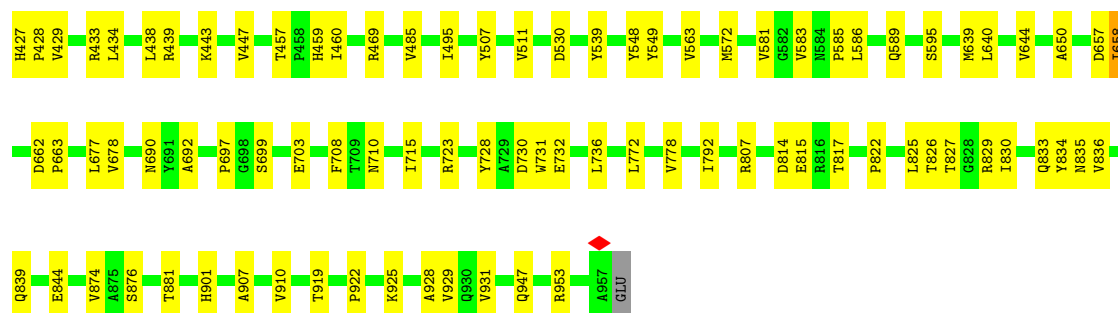 H427 P428 V429 R433 L434 L438 R439 K443 V447 T457 P458 H459 I460 R469 V485 I495 Y507 V511 D530 Y539 Y548 Y549 V563 M572 V581 G582 V583 N584 P585 L586 Q589 S595 M639 L640 V644 A650 D657 I658
D662 P663 L677 V678 N690 Y691 A692 P697 G698 S699 E703 F708 T709 N710 I715 R723 Y728 A729 D730 W731 E732 L736 L772 V778 I792 R807 D814 E815 R816 T817 P822 L825 T826 T827 G828 R829 I830 Q833 Y834 N835 V836
Q839 E844 V874 A875 S876 T881 H901 A907 V910 T919 P922 K925 A928 V929 Q930 V931 Q947 R953 A957 GLU